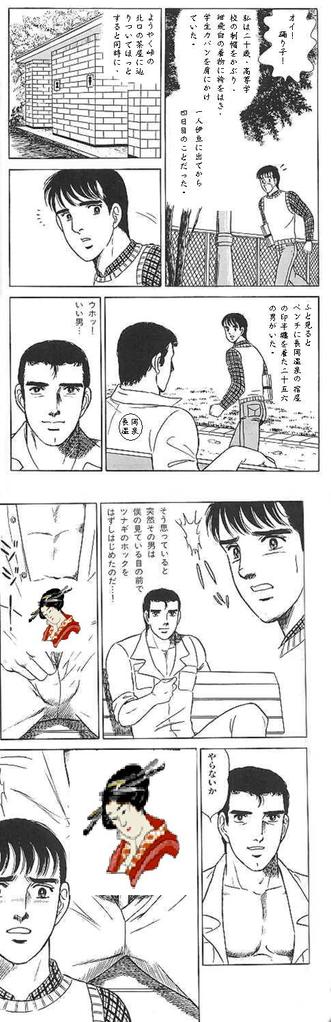 オイ！
踊り子！
私は二十歳・高等学
校の制帽をかぶり・
紺飛白の着物に袴をはき・
学生カバンを肩にかけ
ていた・
一人伊豆に出てから
四日目のことだった・
ようやく峠の
北口の茶屋に辿
りついてほっと
すると同時に・
ふと見ると
ベンチに長岡温泉の宿屋
の印半纏を着た二十五六
の男がいた・
長岡
温泉
ウホッ！
いい男…
そう思っていると
突然その男は
僕の見ている目の前で
ツナギのホックを
はずしはじめたのだ…！
やらないか